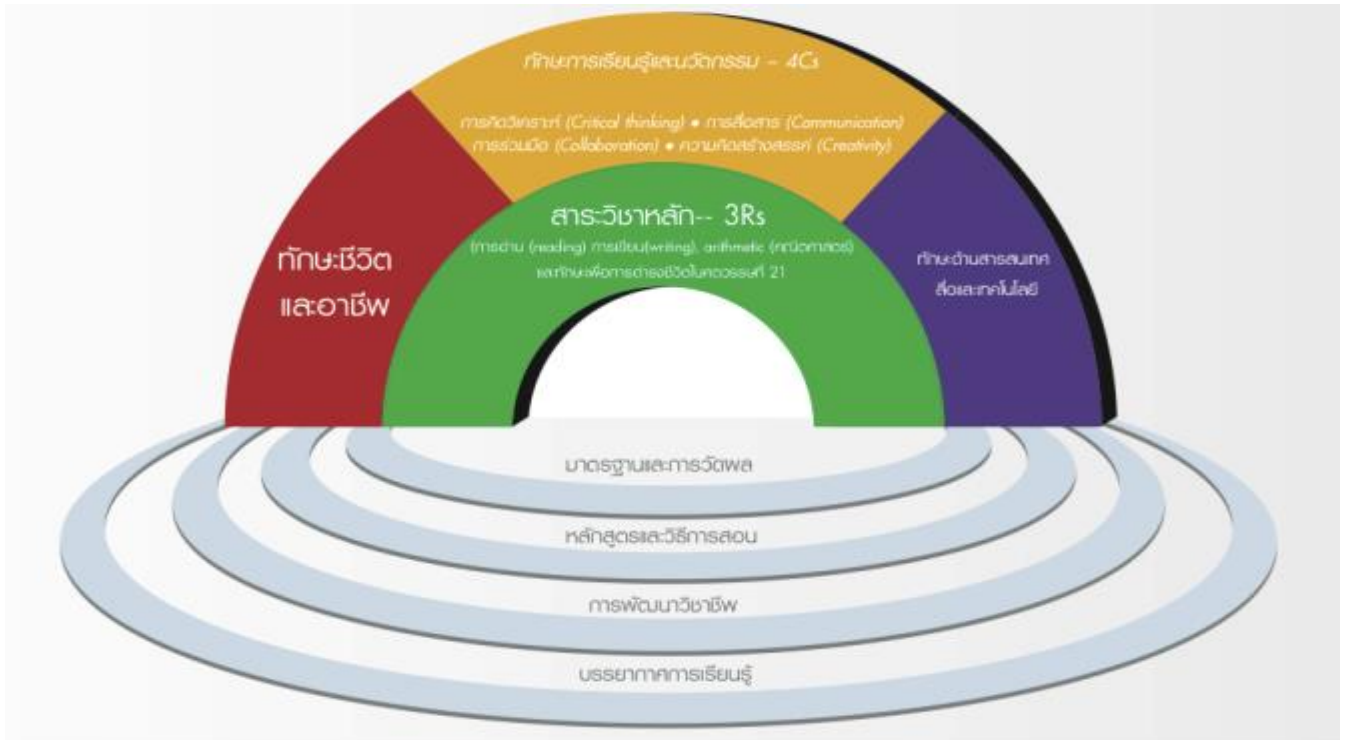 ทักษะการเรียนรู้และนวัตกรรม - 4Cs
การคิดวิเคราะห์ (Critical thinking) • การสื่อสาร (Communication)
การร่วมมือ (Collaboration) • ความคิดสร้างสรรค์ (Creativity)
สาระวิชาหลัก-- 3Rs
(การอ่าน (reading) การเขียน(writing), arithmetic (คณิตศาสตร์)
และทักษะเพื่อการดำรงชีวิตในศตวรรษที่ 21
ทักษะชีวิต
และอาชีพ
ทักษะด้านสารสนเทศ
สื่อและเทคโนโลยี
มาตรฐานและการวัดผล
หลักสูตรและวิธีการสอน
การพัฒนาวิชาชีพ
บรรยากาศการเรียนรู้